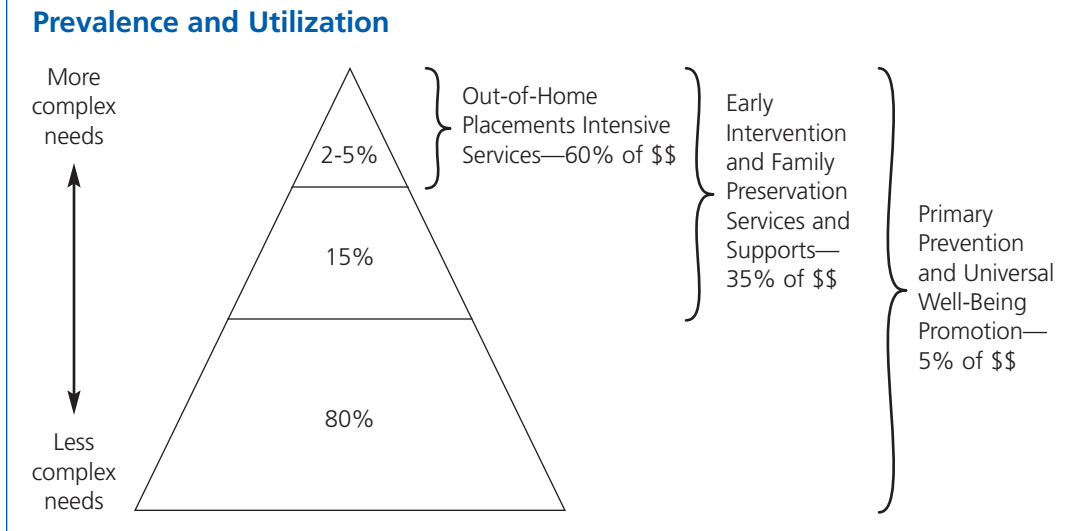 Prevalence and Utilization
More
complex
needs
2-5%
15%
80%
Less
complex
needs
Out-of-Home
Placements Intensive
Services—60% of $$
Early
Intervention
and Family
Preservation
Services and
Supports—
35% of $$
Primary
Prevention
and Universal
Well-Being
Promotion—
5% of $$